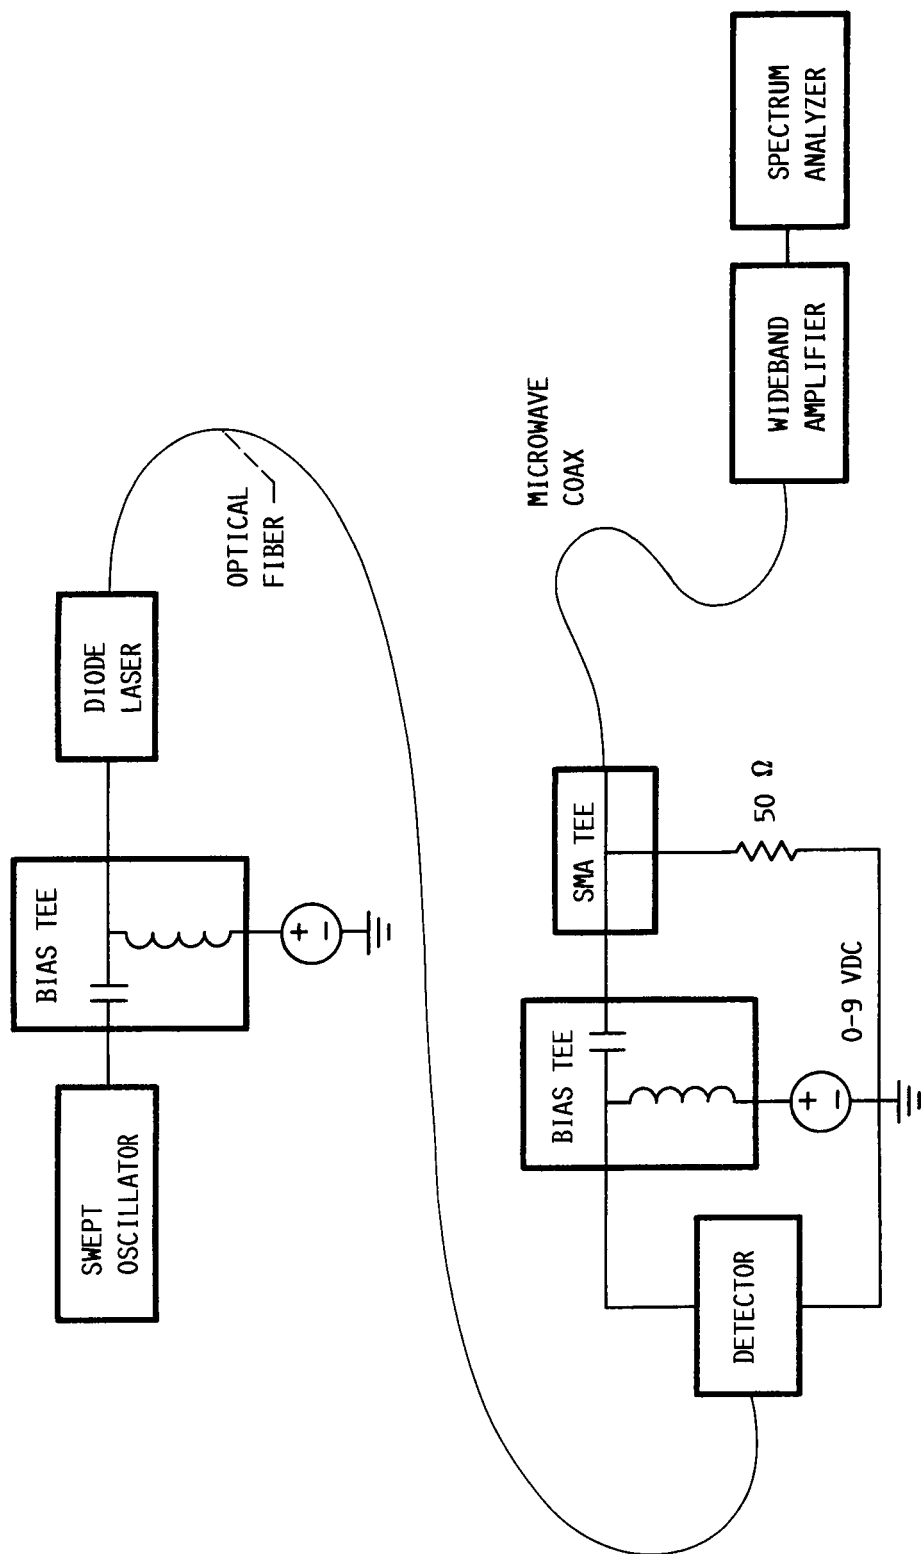 SWEPT
OSCILLATOR
BIAS TEE
+
−
DIODE
LASER
OPTICAL
FIBER
DETECTOR
BIAS TEE
+
−
0-9 VDC
SMA TEE
50 Ω
MICROWAVE
COAX
WIDEBAND
AMPLIFIER
SPECTRUM
ANALYZER